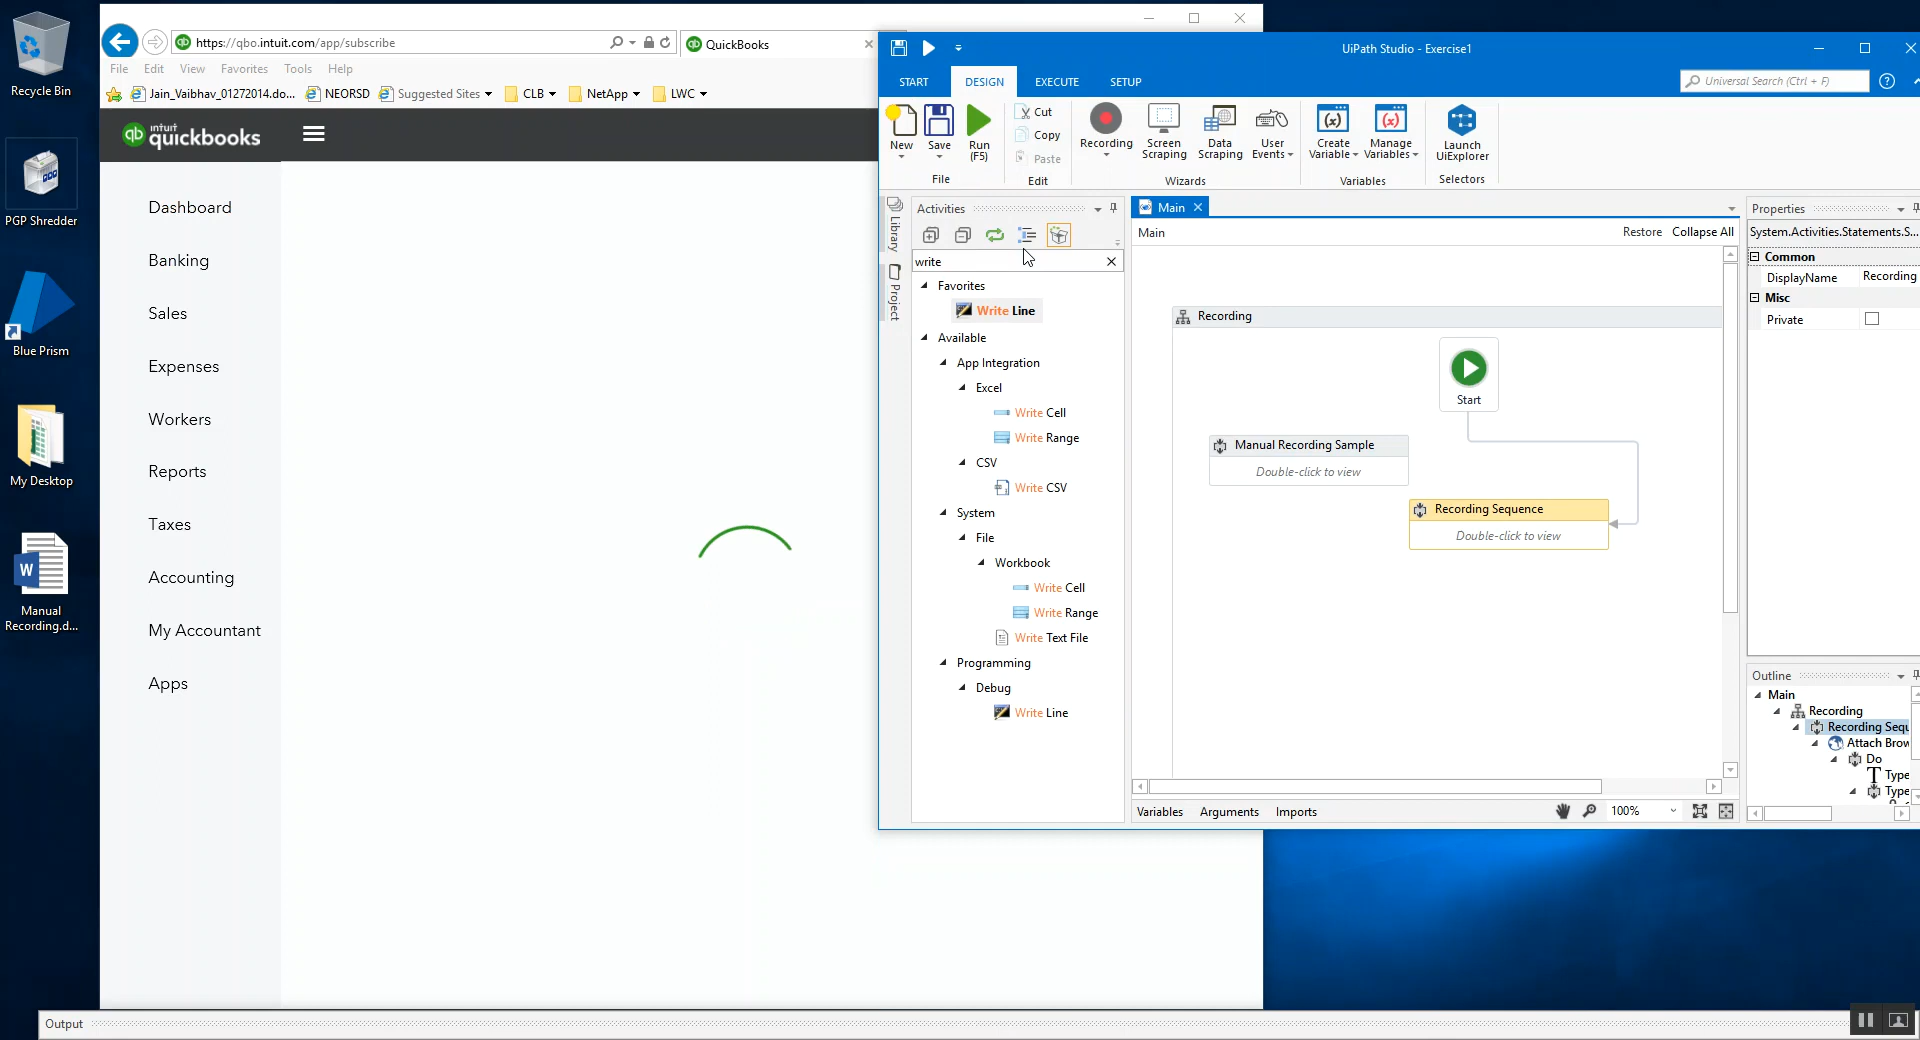 Recycle Bin
PGP Shredder
Blue Prism
My Desktop
Manual
Recording.d...
https://qbo.intuit.com/app/subscribe
QuickBooks
File Edit View Favorites Tools Help
Jain_Vaibhav_01272014.do... NEORSD Suggested Sites CLB NetApp LWC
qb intuit quickbooks
Dashboard
Banking
Sales
Expenses
Workers
Reports
Taxes
Accounting
My Accountant
Apps
UiPath Studio - Exercise1
START DESIGN EXECUTE SETUP
Universal Search (Ctrl + F)
New
Save
Run
(F5)
File
Cut
Copy
Paste
Edit
Recording
Screen
Scraping
Data
Scraping
User
Events
Wizards
Create
Variable
Manage
Variables
Variables
Launch
UiExplorer
Selectors
Library
Project
Activities
write
Favorites
Write Line
Available
App Integration
Excel
Write Cell
Write Range
CSV
Write CSV
System
File
Workbook
Write Cell
Write Range
Write Text File
Programming
Debug
Write Line
Main
Main
Restore Collapse All
Recording
Start
Manual Recording Sample
Double-click to view
Recording Sequence
Double-click to view
Variables Arguments Imports
100%
Properties
System.Activities.Statements.S...
Common
DisplayName Recording
Misc
Private
Outline
Main
Recording
Recording Sequ
Attach Brow
Do
Type
Type
Output